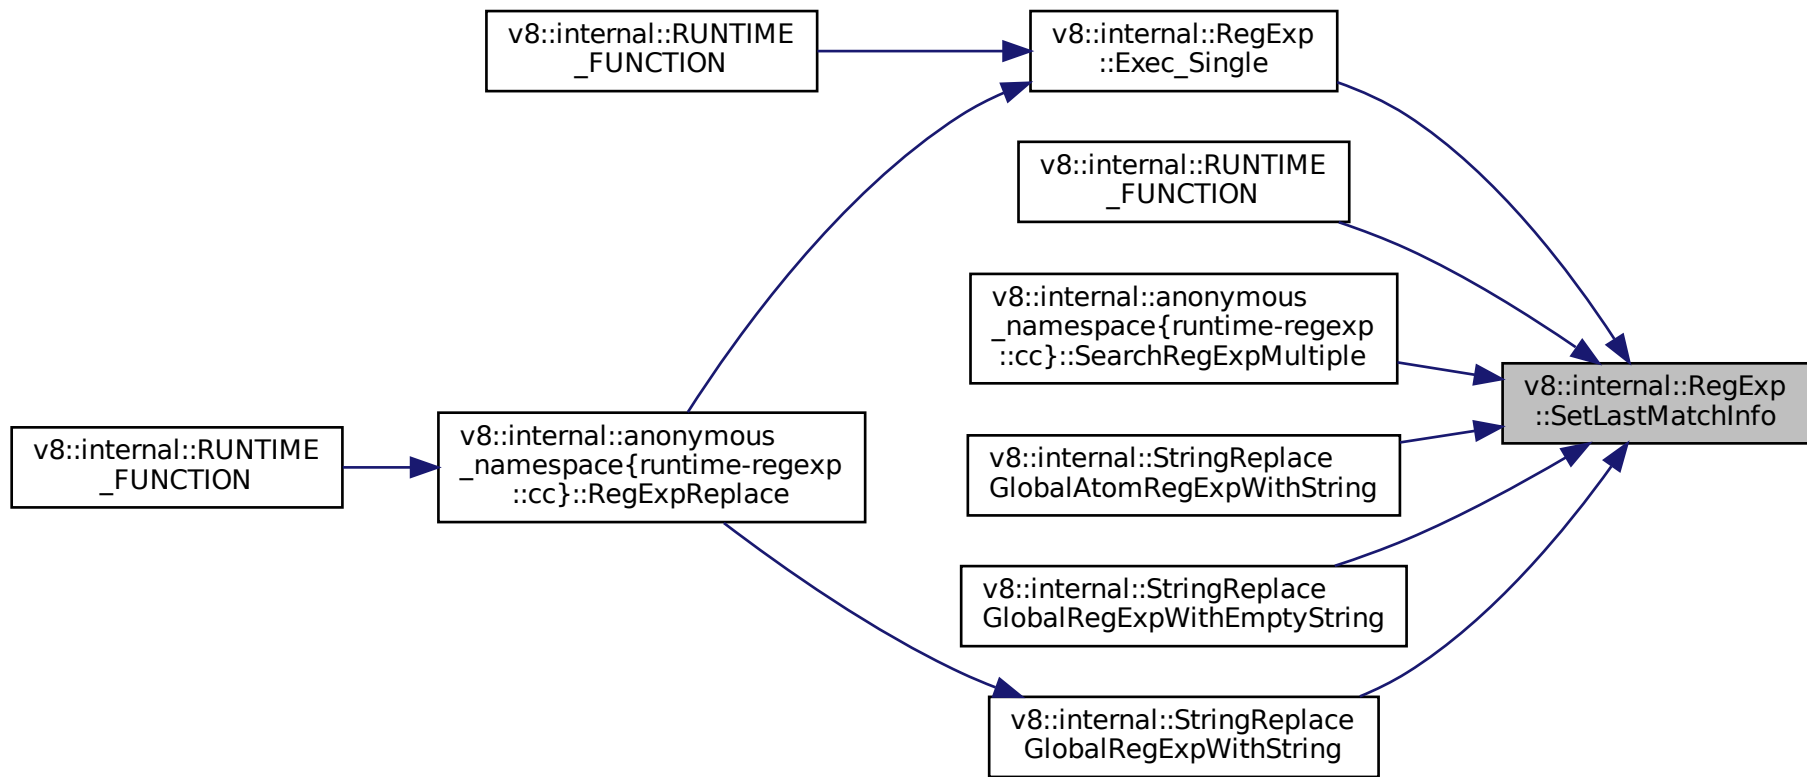 v8::internal::RUNTIME
_FUNCTION
v8::internal::RegExp
::Exec_Single
v8::internal::RUNTIME
_FUNCTION
v8::internal::anonymous
_namespace{runtime-regexp
::cc}::SearchRegExpMultiple
v8::internal::RegExp
::SetLastMatchInfo
v8::internal::RUNTIME
_FUNCTION
v8::internal::anonymous
_namespace{runtime-regexp
::cc}::RegExpReplace
v8::internal::StringReplace
GlobalAtomRegExpWithString
v8::internal::StringReplace
GlobalRegExpWithEmptyString
v8::internal::StringReplace
GlobalRegExpWithString